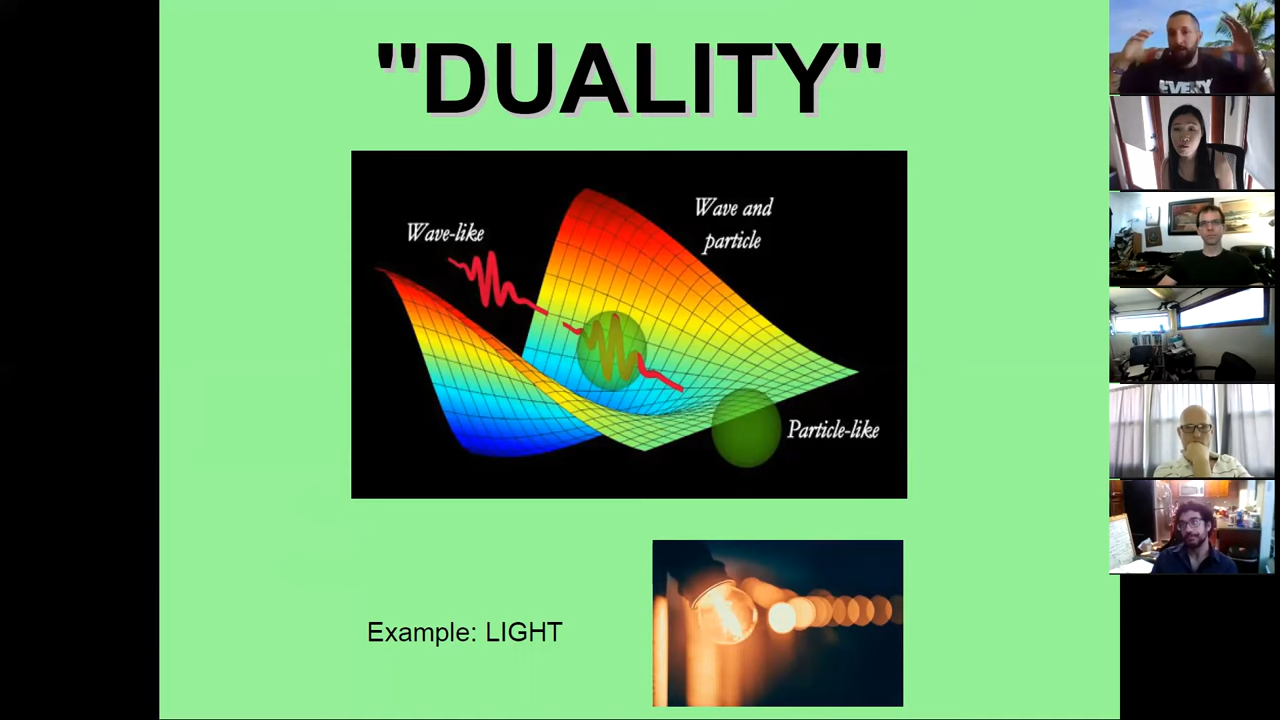 "DUALITY"
Wave-like
Wave and
particle
Particle-like
Example: LIGHT
EVERY